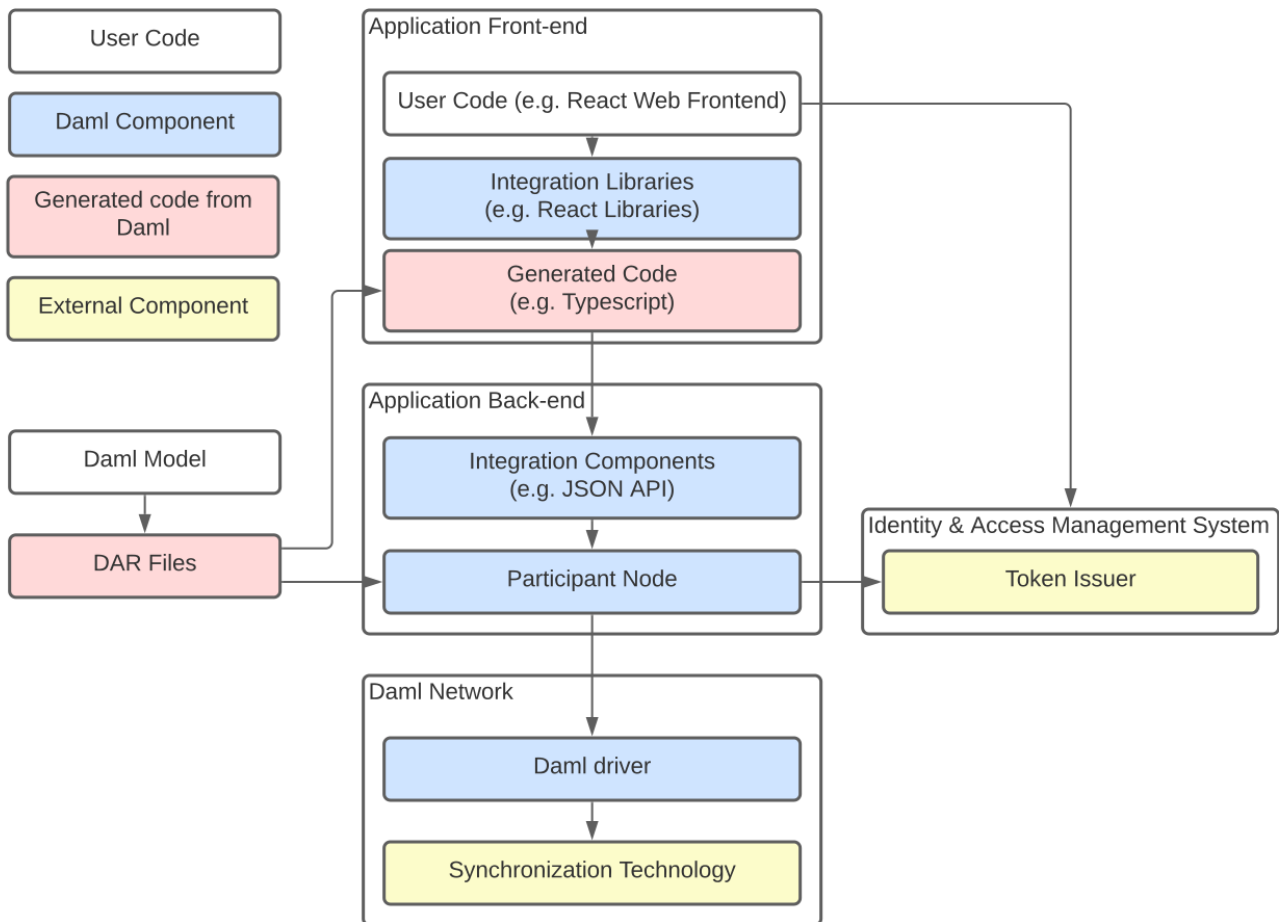 User Code
Daml Component
Generated code from
Daml
External Component
Daml Model
DAR Files
Application Front-end
User Code (e.g. React Web Frontend)
Integration Libraries
(e.g. React Libraries)
Generated Code
(e.g. Typescript)
Application Back-end
Integration Components
(e.g. JSON API)
Participant Node
Identity & Access Management System
Token Issuer
Daml Network
Daml driver
Synchronization Technology